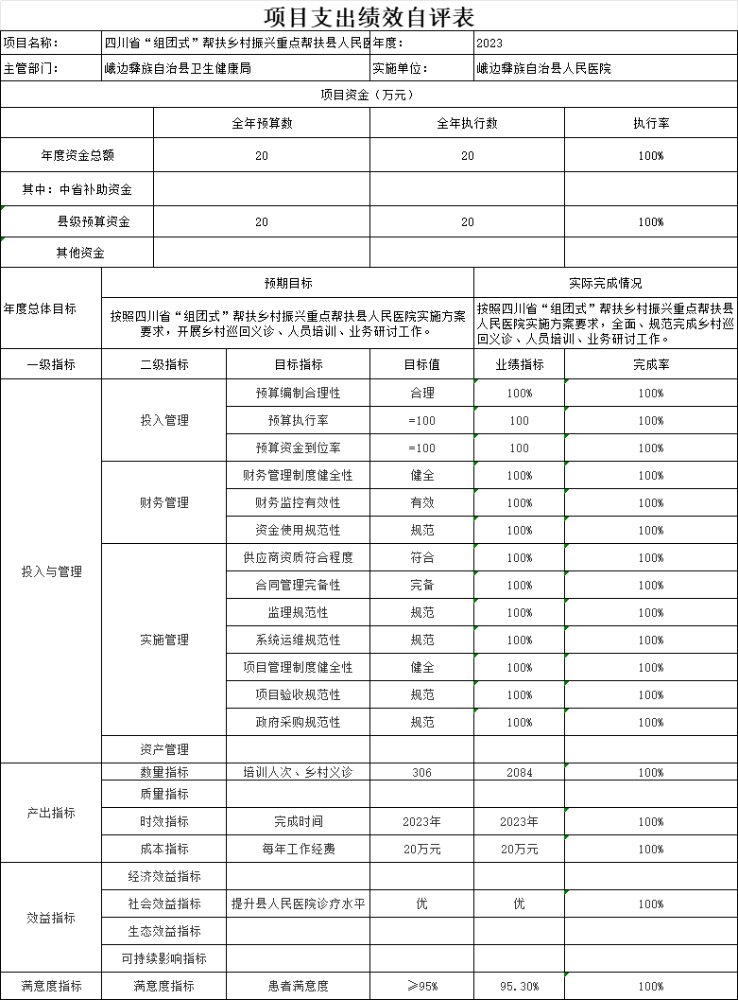 项目支出绩效自评表
项目名称： 四川省“组团式”帮扶乡村振兴重点帮扶县人民医 年度： 2023
主管部门： 峨边彝族自治县卫生健康局 实施单位： 峨边彝族自治县人民医院
项目资金（万元）
全年预算数 全年执行数 执行率
年度资金总额 20 20 100%
其中：中省补助资金
县级预算资金 20 20 100%
其他资金
年度总体目标
预期目标 实际完成情况
按照四川省“组团式”帮扶乡村振兴重点帮扶县人民医院实施方案
要求，开展乡村巡回义诊、人员培训、业务研讨工作。
按照四川省“组团式”帮扶乡村振兴重点帮扶县
人民医院实施方案要求，全面、规范完成乡村巡
回义诊、人员培训、业务研讨工作。
一级指标 二级指标 目标指标 目标值 业绩指标 完成率
投入与管理
投入管理
预算编制合理性 合理 100% 100%
预算执行率 =100 100 100%
预算资金到位率 =100 100 100%
财务管理
财务管理制度健全性 健全 100% 100%
财务监控有效性 有效 100% 100%
资金使用规范性 规范 100% 100%
实施管理
供应商资质符合程度 符合 100% 100%
合同管理完备性 完备 100% 100%
监理规范性 规范 100% 100%
系统运维规范性 规范 100% 100%
项目管理制度健全性 健全 100% 100%
项目验收规范性 规范 100% 100%
政府采购规范性 规范 100% 100%
资产管理
产出指标
数量指标 培训人次、乡村义诊 306 2084 100%
质量指标
时效指标 完成时间 2023年 2023年 100%
成本指标 每年工作经费 20万元 20万元 100%
效益指标
经济效益指标
社会效益指标 提升县人民医院诊疗水平 优 优 100%
生态效益指标
可持续影响指标
满意度指标 满意度指标 患者满意度 ≥95% 95.30% 100%